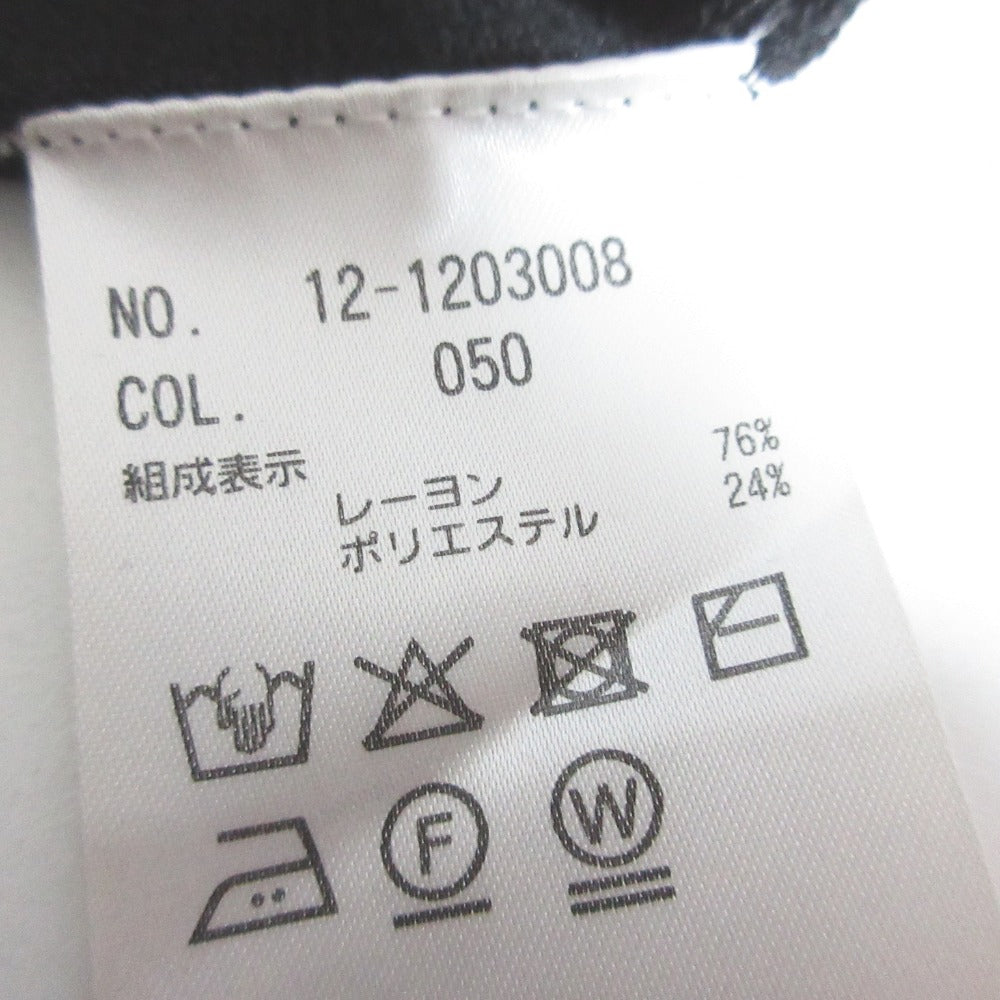 NO. 12-1203008
COL. 050
組成表示
レーヨン 76%
ポリエステル 24%
F W